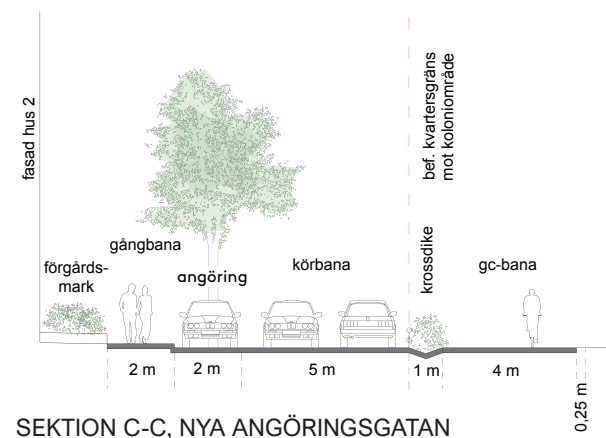 fasad hus 2
bef. kvartersgräns
mot koloniområde
gångbana
förgårds-
mark
angöring
körbana
krossdike
gc-bana
2 m
2 m
5 m
1 m
4 m
0,25 m
SEKTION C-C, NYA ANGÖRINGSGATAN